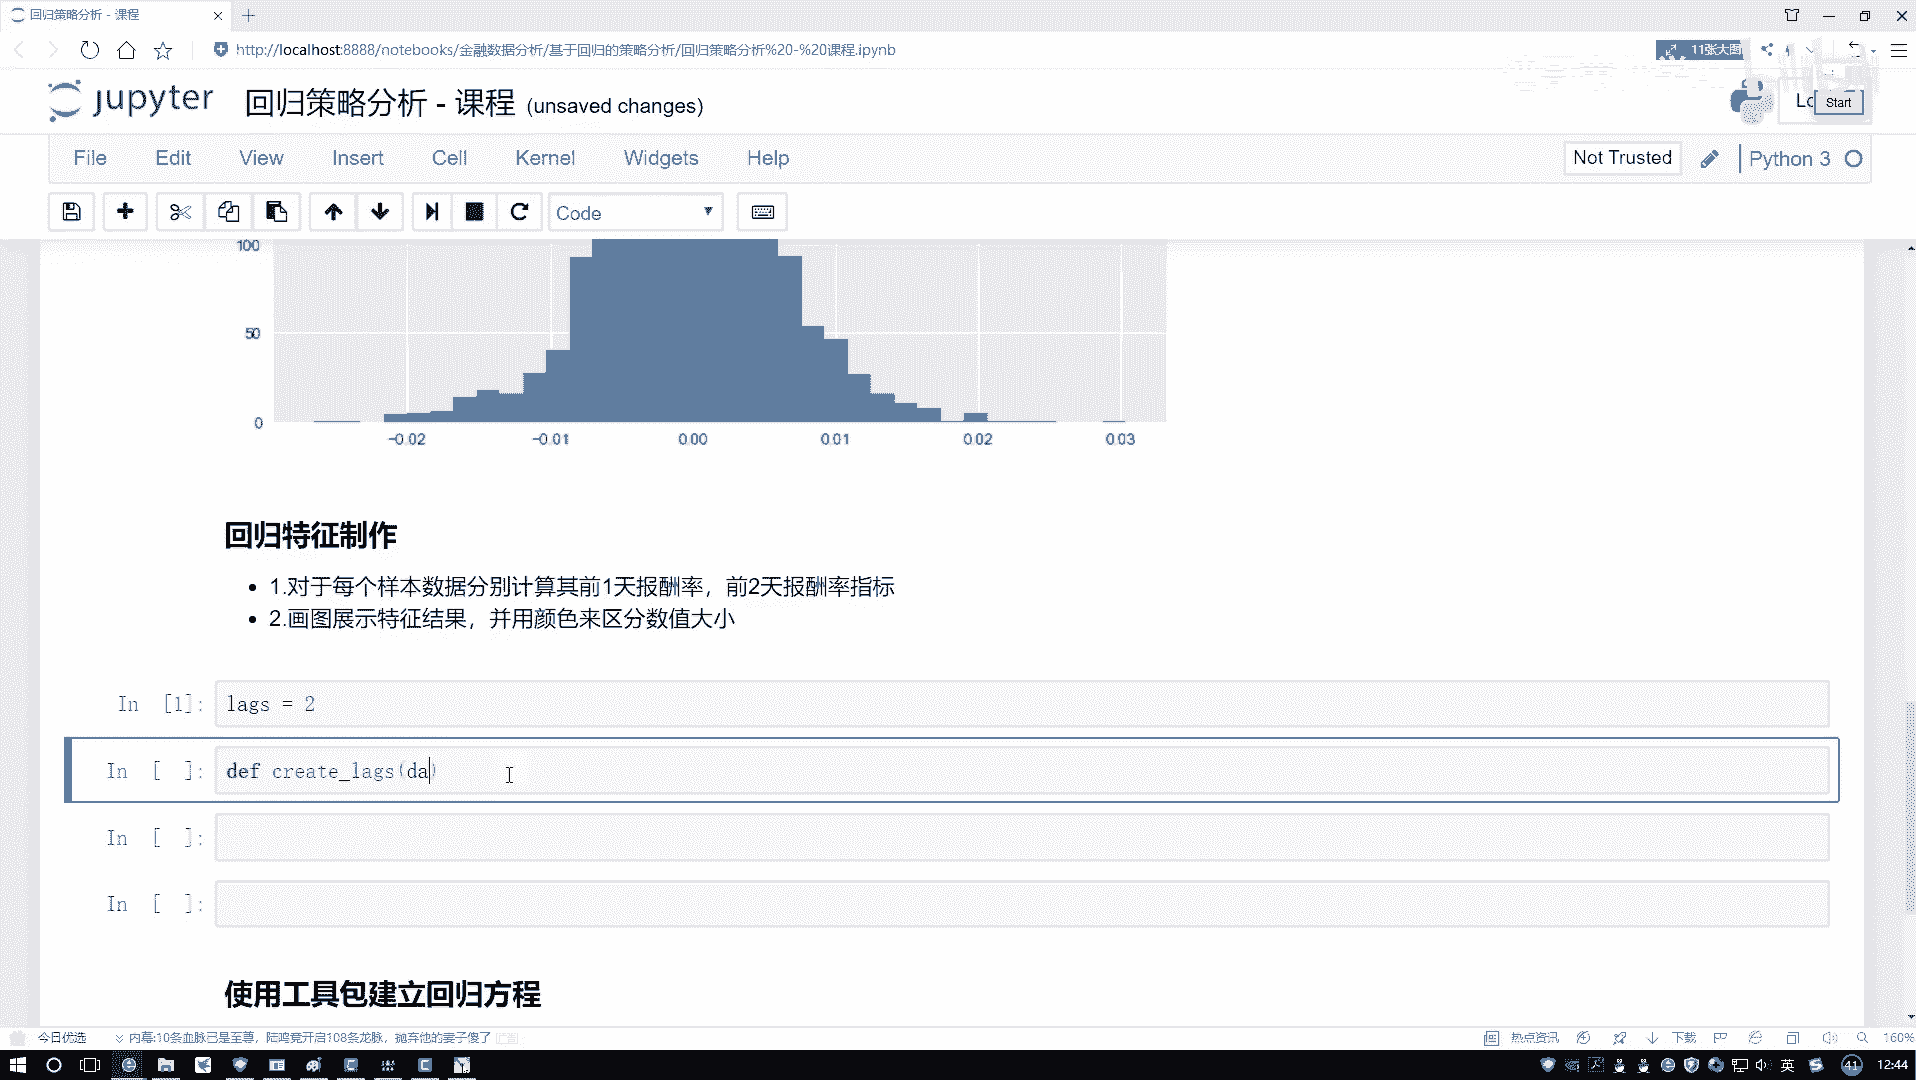 回归策略分析 - 课程
http://localhost:8888/notebooks/金融数据分析/基于回归的策略分析/回归策略分析%20-%20课程.ipynb
11张大图
jupyter 回归策略分析 - 课程 (unsaved changes)
Start
File Edit View Insert Cell Kernel Widgets Help
Not Trusted
Python 3
Code
100
50
0
-0.02 -0.01 0.00 0.01 0.02 0.03
回归特征制作
1.对于每个样本数据分别计算其前1天报酬率，前2天报酬率指标
2.画图展示特征结果，并用颜色来区分数值大小
In [1]: lags = 2
In [ ]: def create_lags(da)
In [ ]:
In [ ]:
使用工具包建立回归方程
今日优选 内幕:10条血脉已是至尊，陆鸣竟开启108条龙脉，抛弃他的妻子傻了
热点资讯 下载 160%
英 41 12:44